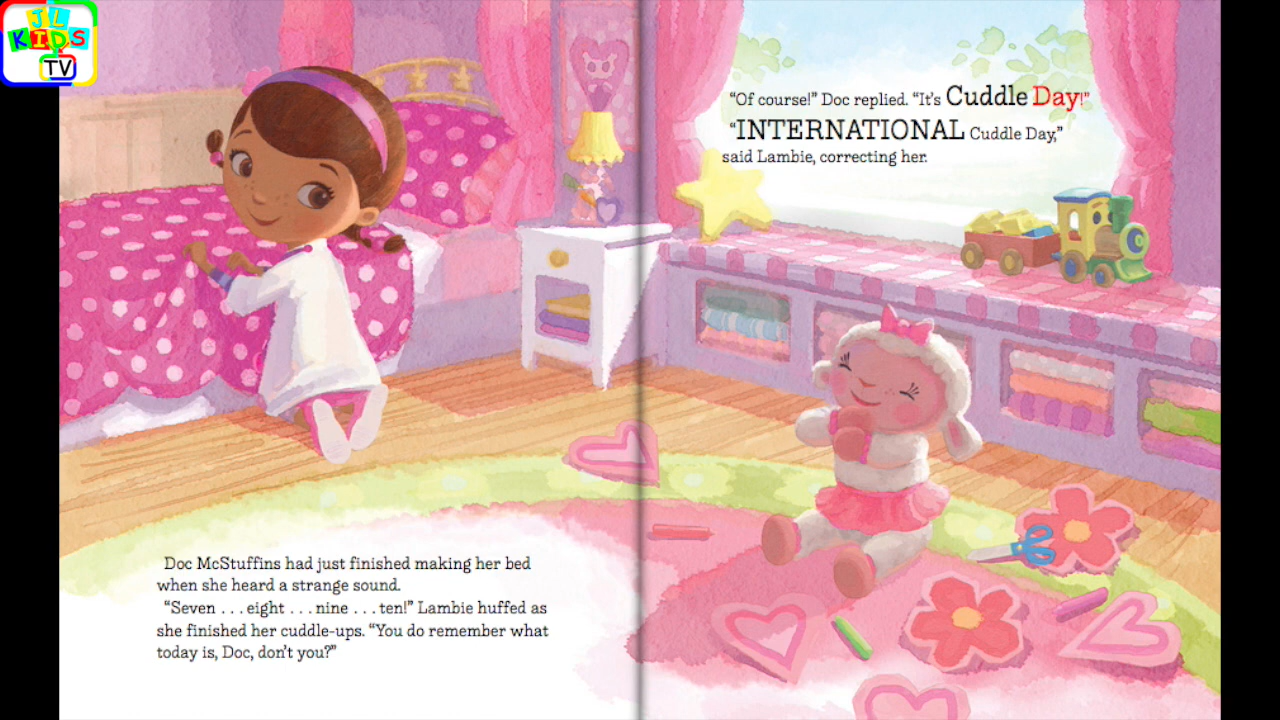 JL
KIDS
TV
Doc McStuffins had just finished making her bed
when she heard a strange sound.
“Seven . . . eight . . . nine . . . ten!” Lambie huffed as
she finished her cuddle-ups. “You do remember what
today is, Doc, don’t you?”
“Of course!” Doc replied. “It’s Cuddle Day!”
“INTERNATIONAL Cuddle Day,”
said Lambie, correcting her.